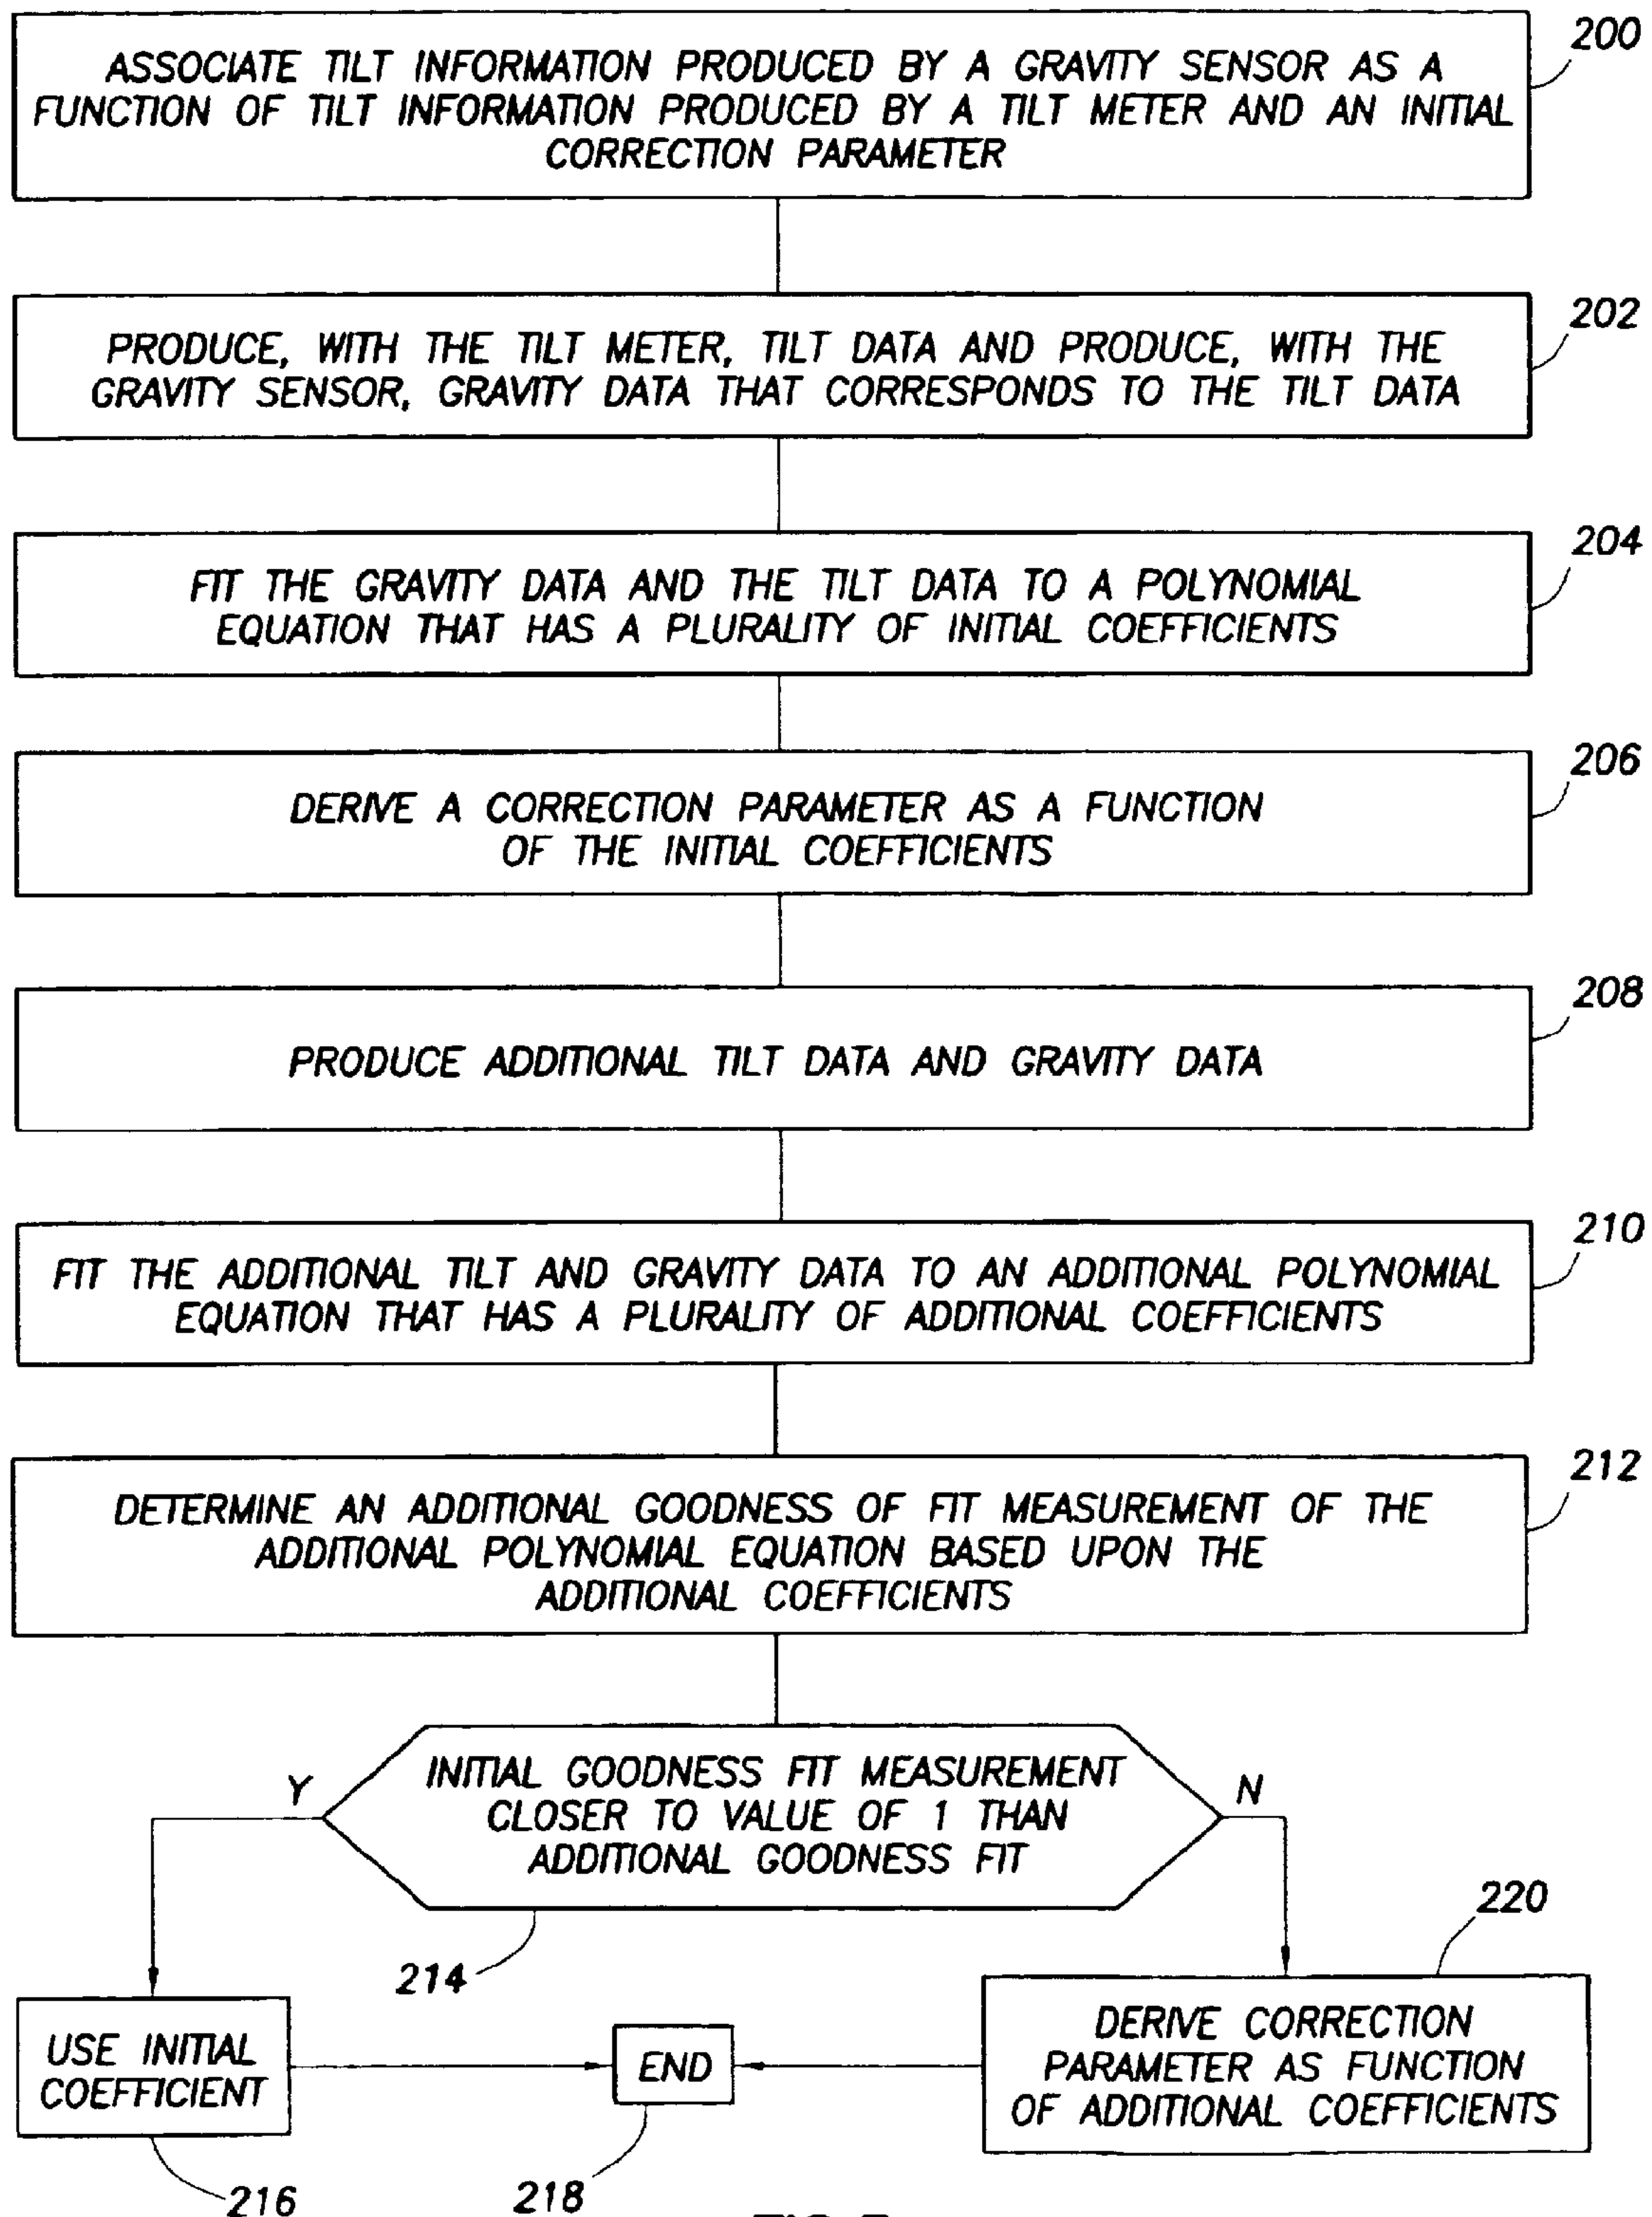 200
ASSOCIATE TILT INFORMATION PRODUCED BY A GRAVITY SENSOR AS A
FUNCTION OF TILT INFORMATION PRODUCED BY A TILT METER AND AN INITIAL
CORRECTION PARAMETER
202
PRODUCE, WITH THE TILT METER, TILT DATA AND PRODUCE, WITH THE
GRAVITY SENSOR, GRAVITY DATA THAT CORRESPONDS TO THE TILT DATA
204
FIT THE GRAVITY DATA AND THE TILT DATA TO A POLYNOMIAL
EQUATION THAT HAS A PLURALITY OF INITIAL COEFFICIENTS
206
DERIVE A CORRECTION PARAMETER AS A FUNCTION
OF THE INITIAL COEFFICIENTS
208
PRODUCE ADDITIONAL TILT DATA AND GRAVITY DATA
210
FIT THE ADDITIONAL TILT AND GRAVITY DATA TO AN ADDITIONAL POLYNOMIAL
EQUATION THAT HAS A PLURALITY OF ADDITIONAL COEFFICIENTS
212
DETERMINE AN ADDITIONAL GOODNESS OF FIT MEASUREMENT OF THE
ADDITIONAL POLYNOMIAL EQUATION BASED UPON THE
ADDITIONAL COEFFICIENTS
Y
INITIAL GOODNESS FIT MEASUREMENT
CLOSER TO VALUE OF 1 THAN
ADDITIONAL GOODNESS FIT
N
214
220
USE INITIAL
COEFFICIENT
END
DERIVE CORRECTION
PARAMETER AS FUNCTION
OF ADDITIONAL COEFFICIENTS
216
218